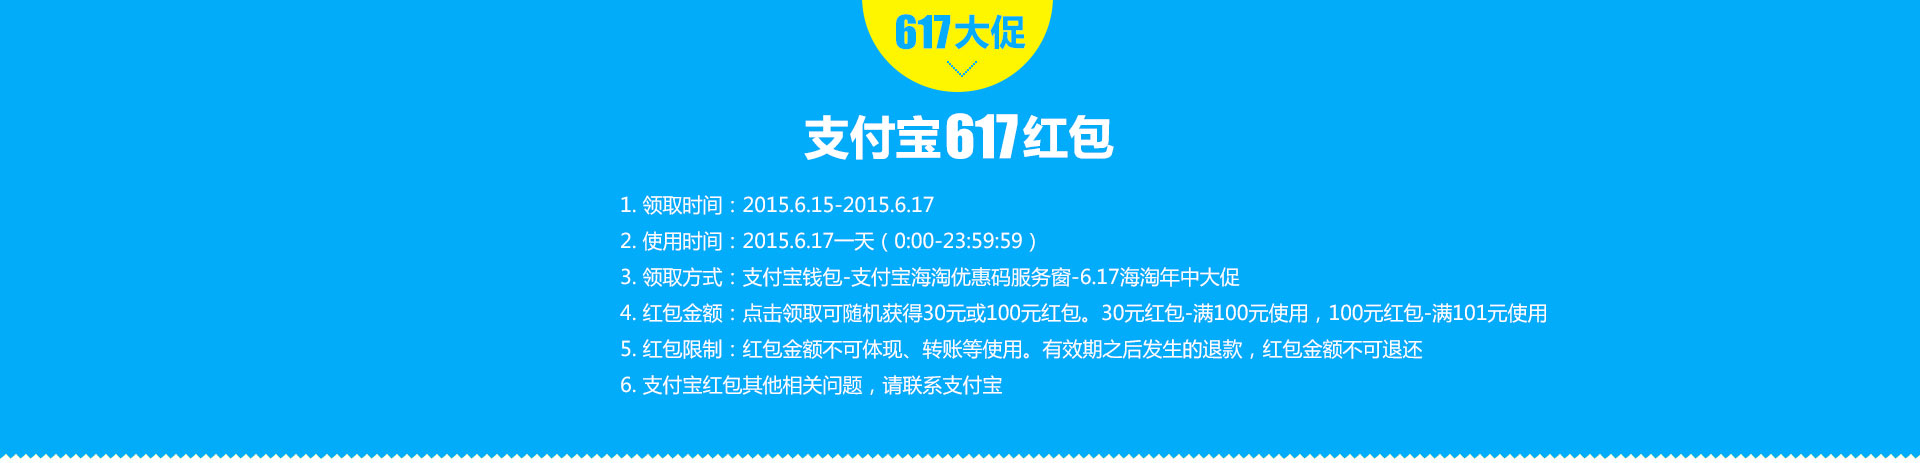 617大促
支付宝617红包
1. 领取时间：2015.6.15-2015.6.17
2. 使用时间：2015.6.17一天（0:00-23:59:59）
3. 领取方式：支付宝钱包-支付宝海淘优惠码服务窗-6.17海淘年中大促
4. 红包金额：点击领取可随机获得30元或100元红包。30元红包-满100元使用，100元红包-满101元使用
5. 红包限制：红包金额不可体现、转账等使用。有效期之后发生的退款，红包金额不可退还
6. 支付宝红包其他相关问题，请联系支付宝